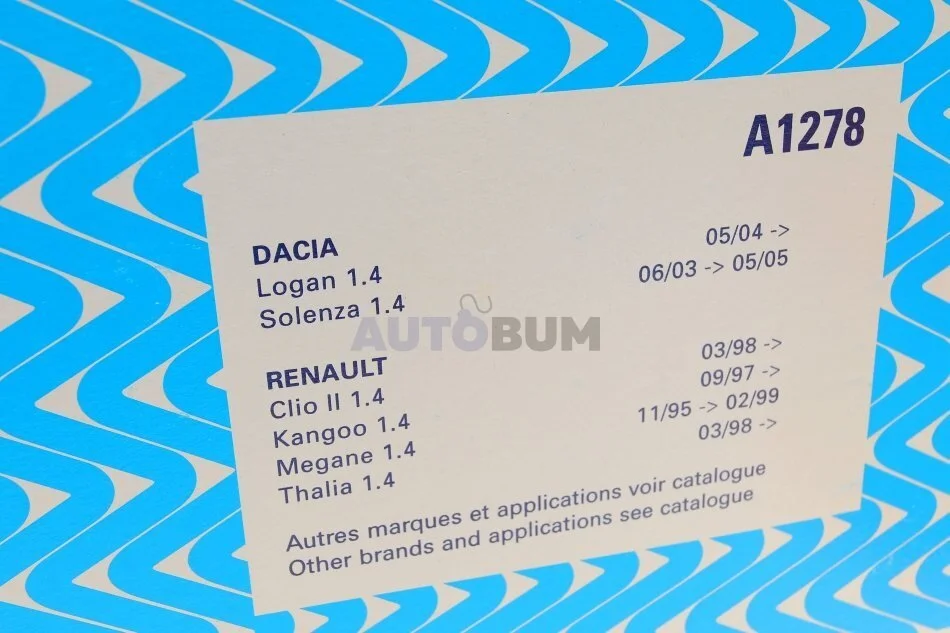 A1278
DACIA
Logan 1.4 05/04 ->
Solenza 1.4 06/03 -> 05/05
AUTOBUM
RENAULT
Clio II 1.4 03/98 ->
Kangoo 1.4 09/97 ->
Megane 1.4 11/95 -> 02/99
Thalia 1.4 03/98 ->
Autres marques et applications voir catalogue
Other brands and applications see catalogue